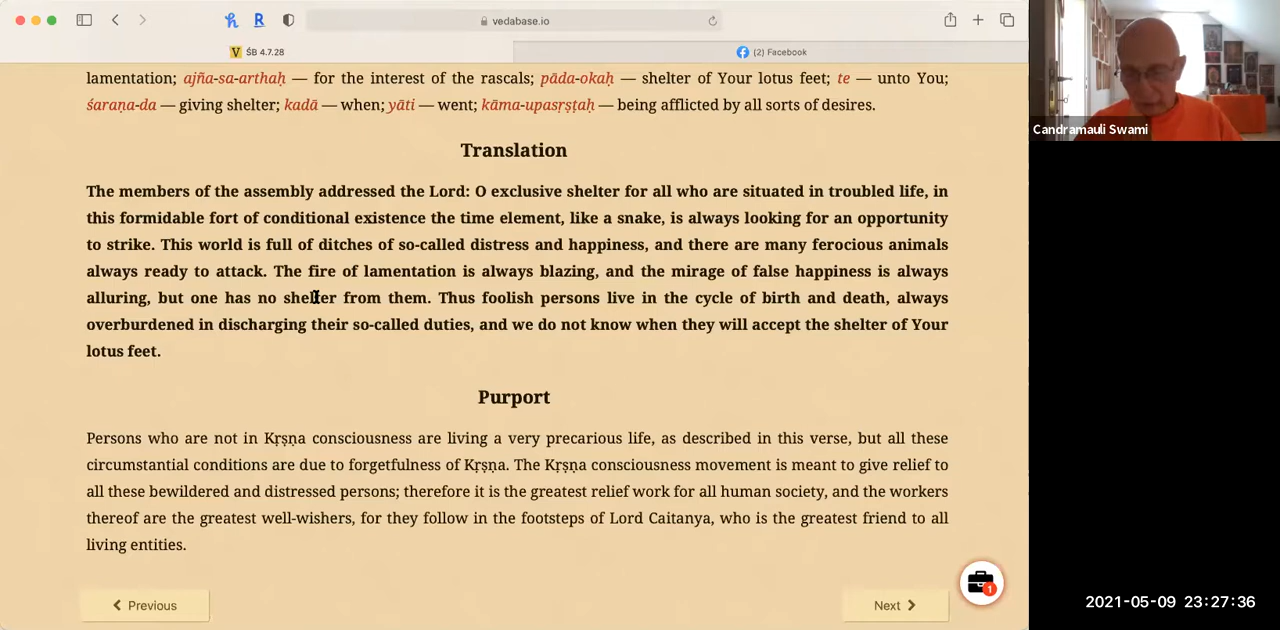 vedabase.io
ŚB 4.7.28
(2) Facebook
lamentation; ajña-sa-arthaḥ — for the interest of the rascals; pāda-okaḥ — shelter of Your lotus feet; te — unto You;
śaraṇa-da — giving shelter; kadā — when; yāti — went; kāma-upasṛṣṭaḥ — being afflicted by all sorts of desires.
Translation
The members of the assembly addressed the Lord: O exclusive shelter for all who are situated in troubled life, in
this formidable fort of conditional existence the time element, like a snake, is always looking for an opportunity
to strike. This world is full of ditches of so-called distress and happiness, and there are many ferocious animals
always ready to attack. The fire of lamentation is always blazing, and the mirage of false happiness is always
alluring, but one has no shelter from them. Thus foolish persons live in the cycle of birth and death, always
overburdened in discharging their so-called duties, and we do not know when they will accept the shelter of Your
lotus feet.
Purport
Persons who are not in Kṛṣṇa consciousness are living a very precarious life, as described in this verse, but all these
circumstantial conditions are due to forgetfulness of Kṛṣṇa. The Kṛṣṇa consciousness movement is meant to give relief to
all these bewildered and distressed persons; therefore it is the greatest relief work for all human society, and the workers
thereof are the greatest well-wishers, for they follow in the footsteps of Lord Caitanya, who is the greatest friend to all
living entities.
Previous
Next
1
Candramauli Swami
2021-05-09 23:27:36